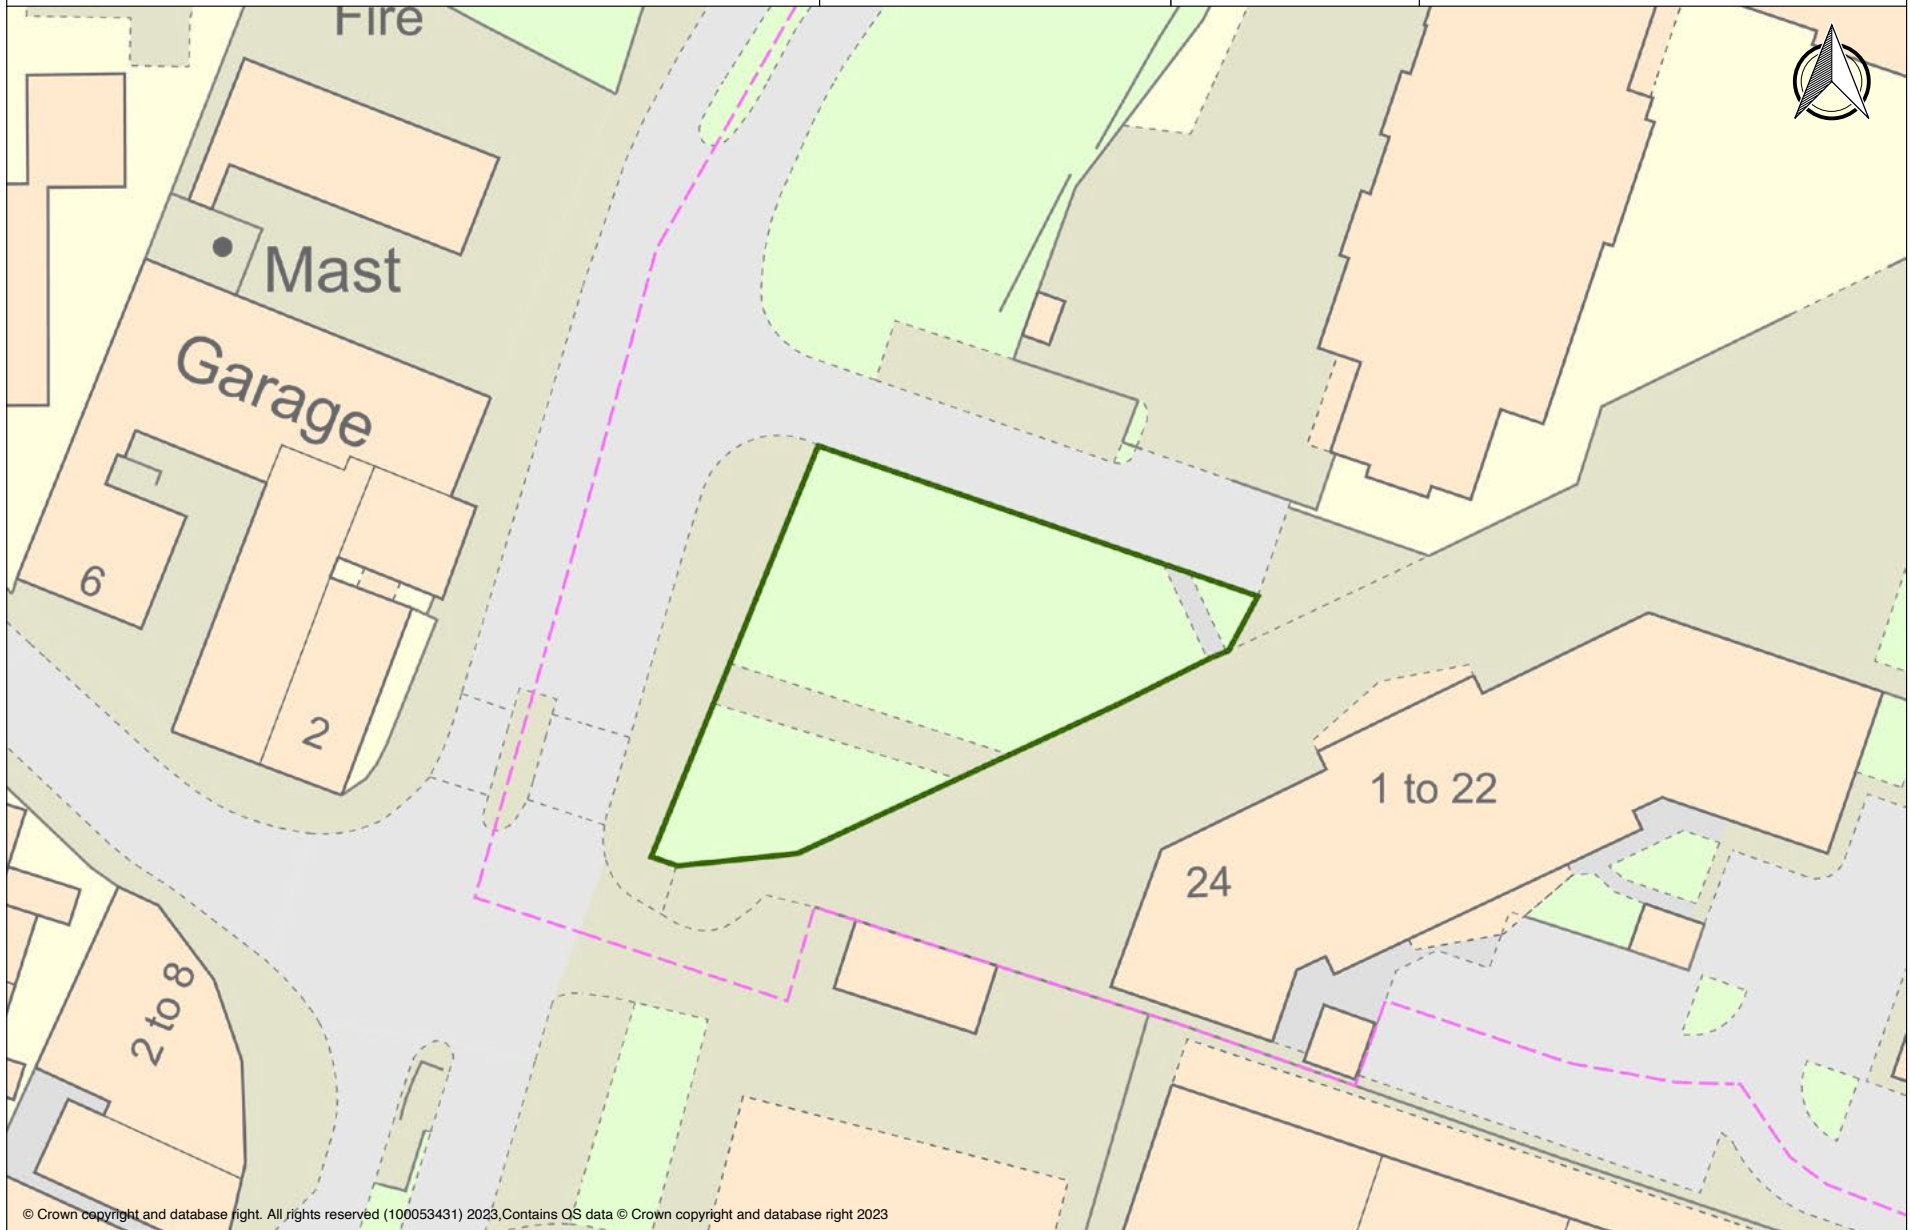 Fire
Mast
Garage
6
2
1 to 22
24
2 to 8
© Crown copyright and database right. All rights reserved (100053431) 2023,Contains OS data © Crown copyright and database right 2023